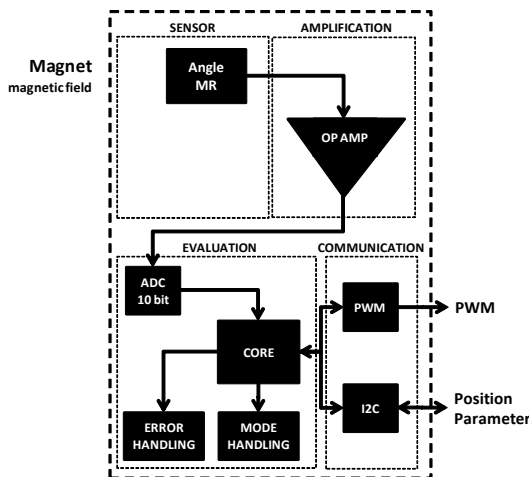 SENSOR
AMPLIFICATION
Magnet
magnetic field
Angle
MR
OP AMP
EVALUATION
COMMUNICATION
ADC
10 bit
PWM
PWM
CORE
I2C
Position
Parameter
ERROR
HANDLING
MODE
HANDLING